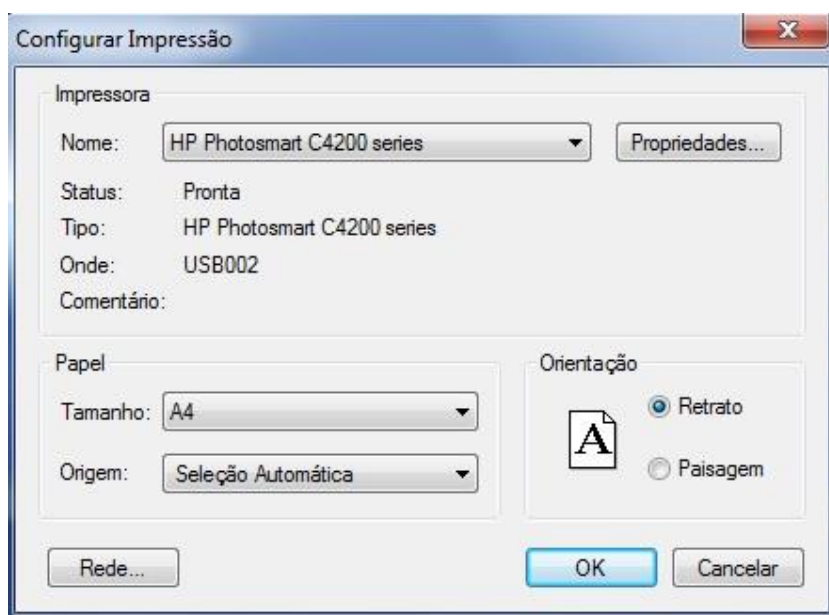 Configurar Impressão
Impressora
Nome: HP Photosmart C4200 series Propriedades...
Status: Pronta
Tipo: HP Photosmart C4200 series
Onde: USB002
Comentário:
Papel
Tamanho: A4
Origem: Seleção Automática
Orientação
A
Retrato
Paisagem
Rede... OK Cancelar